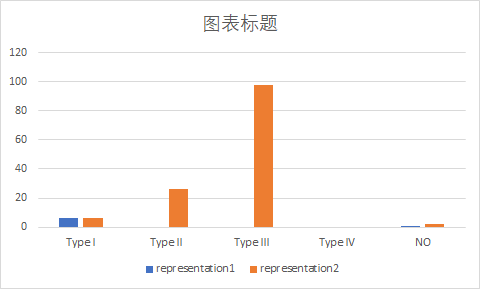 图表标题
120
100
80
60
40
20
0
Type I Type II Type III Type IV NO
representation1 representation2